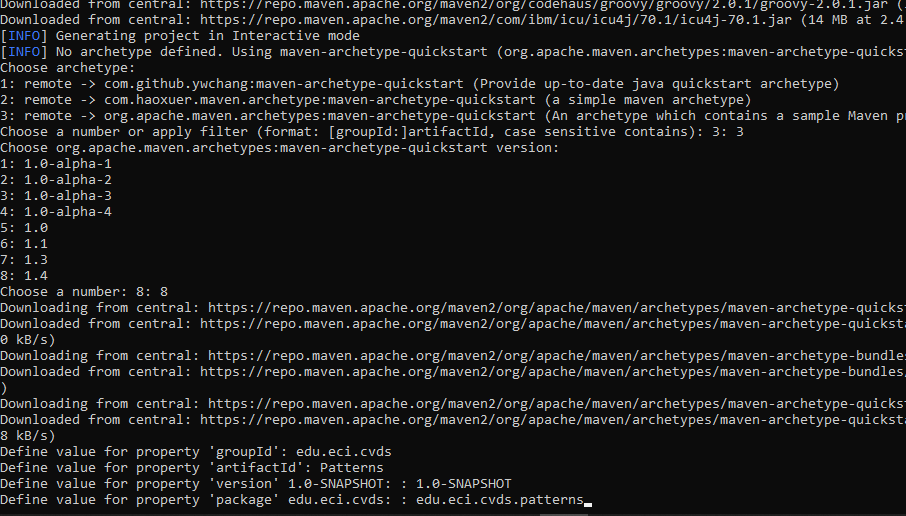 Downloaded from central: https://repo.maven.apache.org/maven2/org/codehaus/groovy/groovy/2.0.1/groovy-2.0.1.jar (
Downloaded from central: https://repo.maven.apache.org/maven2/com/ibm/icu/icu4j/70.1/icu4j-70.1.jar (14 MB at 2.4
[INFO] Generating project in Interactive mode
[INFO] No archetype defined. Using maven-archetype-quickstart (org.apache.maven.archetypes:maven-archetype-quickst
Choose archetype:
1: remote -> com.github.ywchang:maven-archetype-quickstart (Provide up-to-date java quickstart archetype)
2: remote -> com.haoxuer.maven.archetype:maven-archetype-quickstart (a simple maven archetype)
3: remote -> org.apache.maven.archetypes:maven-archetype-quickstart (An archetype which contains a sample Maven p
Choose a number or apply filter (format: [groupId:]artifactId, case sensitive contains): 3: 3
Choose org.apache.maven.archetypes:maven-archetype-quickstart version:
1: 1.0-alpha-1
2: 1.0-alpha-2
3: 1.0-alpha-3
4: 1.0-alpha-4
5: 1.0
6: 1.1
7: 1.3
8: 1.4
Choose a number: 8: 8
Downloading from central: https://repo.maven.apache.org/maven2/org/apache/maven/archetypes/maven-archetype-quickst
Downloaded from central: https://repo.maven.apache.org/maven2/org/apache/maven/archetypes/maven-archetype-quicksta
0 kB/s)
Downloading from central: https://repo.maven.apache.org/maven2/org/apache/maven/archetypes/maven-archetype-bundles
Downloaded from central: https://repo.maven.apache.org/maven2/org/apache/maven/archetypes/maven-archetype-bundles/
)
Downloading from central: https://repo.maven.apache.org/maven2/org/apache/maven/archetypes/maven-archetype-quickst
Downloaded from central: https://repo.maven.apache.org/maven2/org/apache/maven/archetypes/maven-archetype-quicksta
8 kB/s)
Define value for property 'groupId': edu.eci.cvds
Define value for property 'artifactId': Patterns
Define value for property 'version' 1.0-SNAPSHOT: : 1.0-SNAPSHOT
Define value for property 'package' edu.eci.cvds: : edu.eci.cvds.patterns